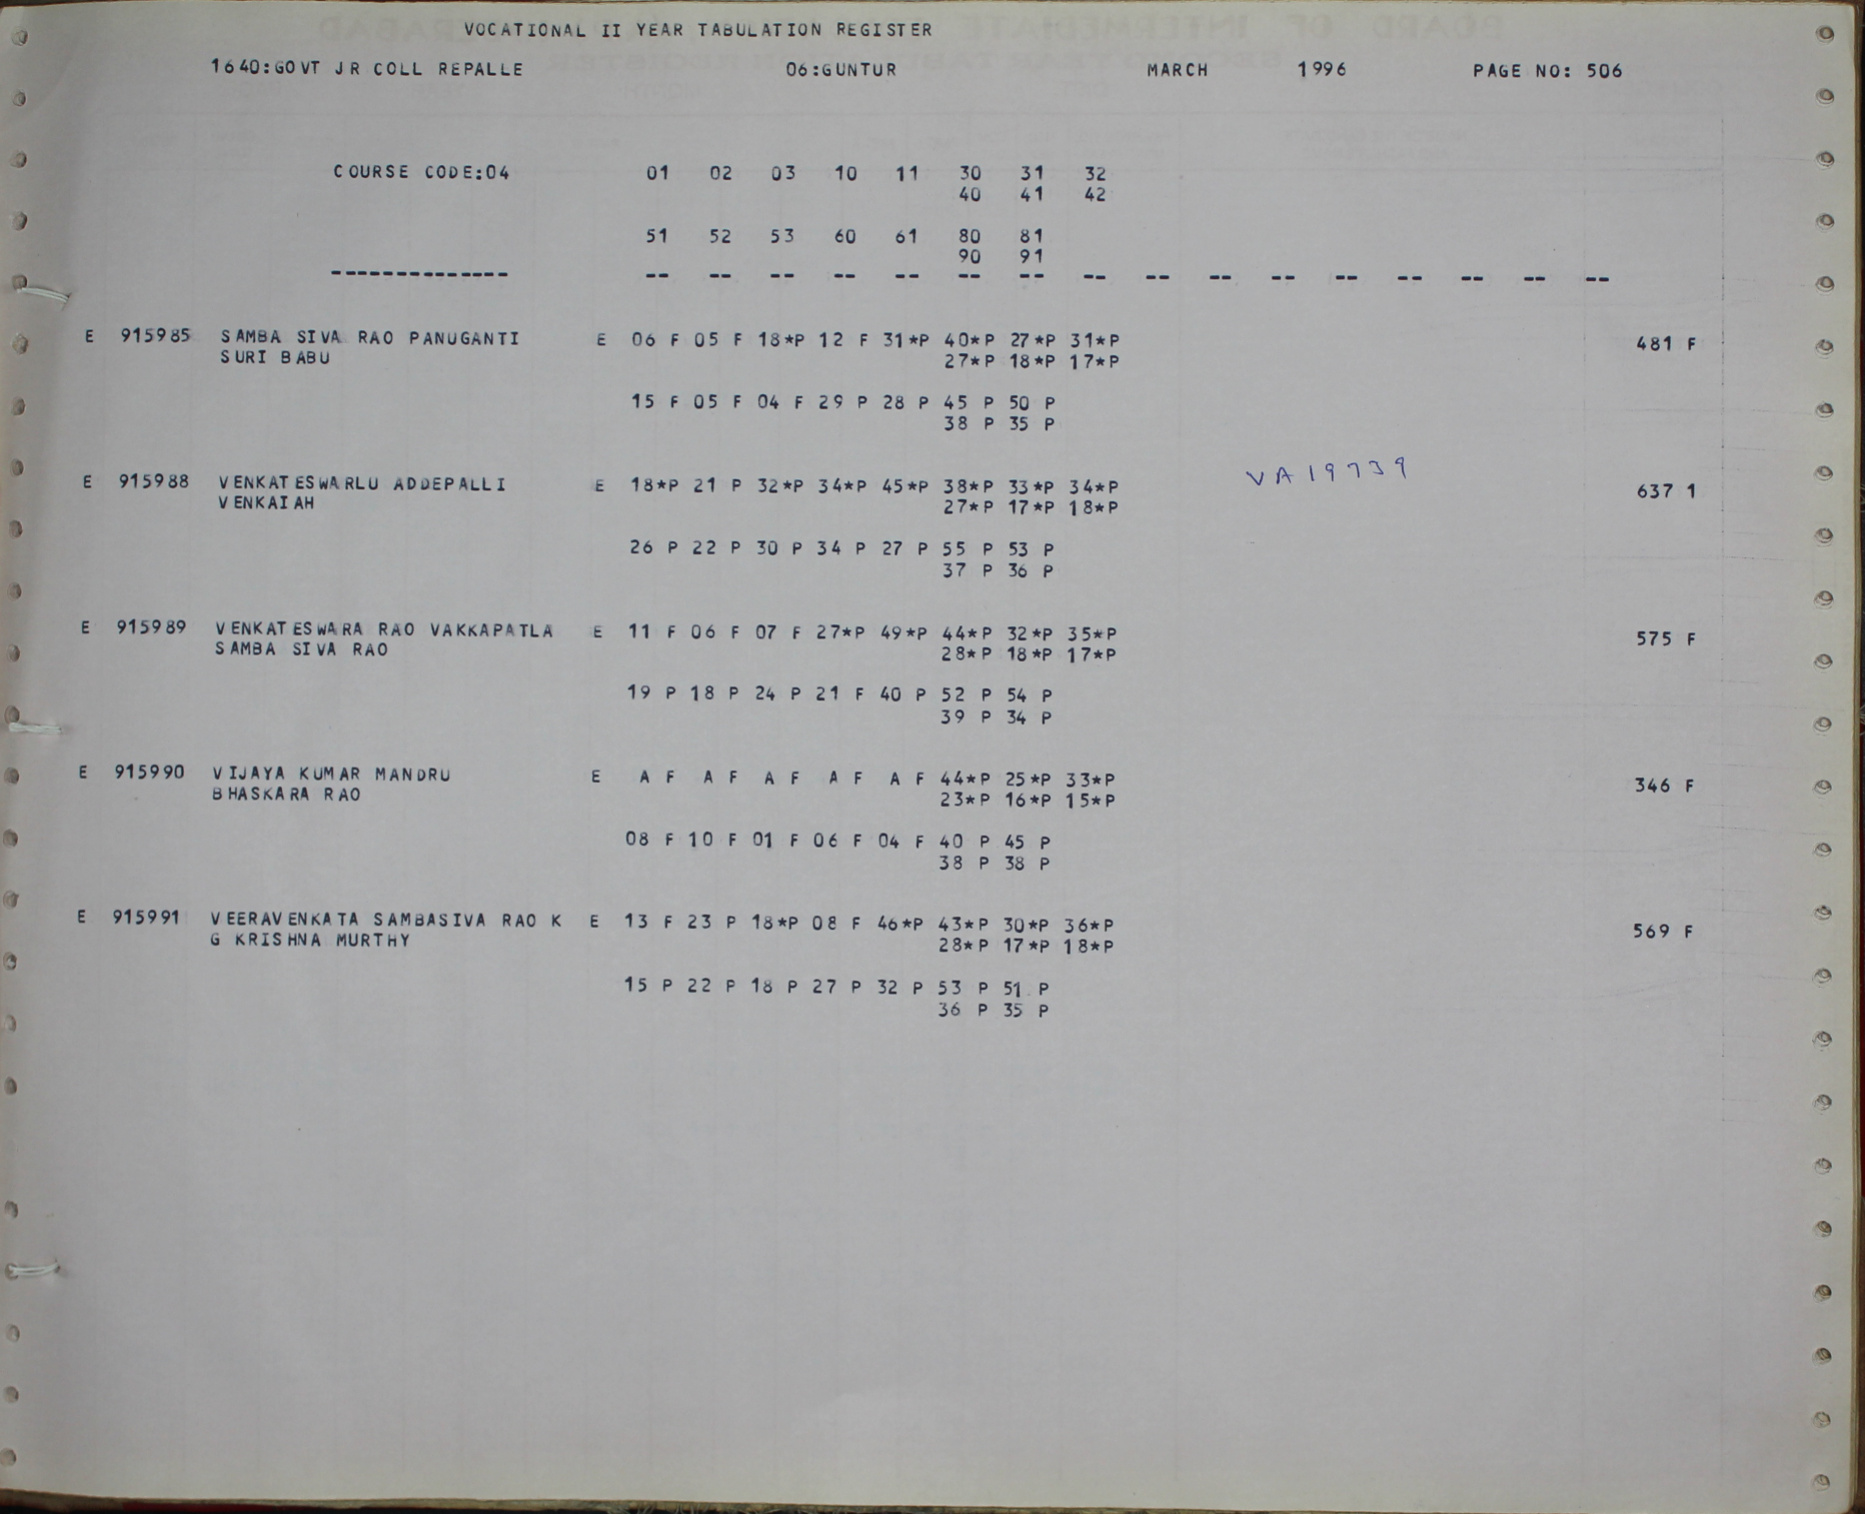 VOCATIONAL II YEAR TABULATION REGISTER
1640:GOVT JR COLL REPALLE 06:GUNTUR MARCH 1996 PAGE NO: 506
COURSE CODE:04 01 02 03 10 11 30 31 32
40 41 42
51 52 53 60 61 80 81
90 91
-------------- -- -- -- -- -- -- -- -- -- -- -- -- -- -- -- --
E 915985 SAMBA SIVA RAO PANUGANTI E 06 F 05 F 18*P 12 F 31*P 40*P 27*P 31*P 481 F
SURI BABU 27*P 18*P 17*P
15 F 05 F 04 F 29 P 28 P 45 P 50 P
38 P 35 P
E 915988 VENKATESWARLU ADDEPALLI E 18*P 21 P 32*P 34*P 45*P 38*P 33*P 34*P VA19739 637 1
VENKAIAH 27*P 17*P 18*P
26 P 22 P 30 P 34 P 27 P 55 P 53 P
37 P 36 P
E 915989 VENKATESWARA RAO VAKKAPATLA E 11 F 06 F 07 F 27*P 49*P 44*P 32*P 35*P 575 F
SAMBA SIVA RAO 28*P 18*P 17*P
19 P 18 P 24 P 21 F 40 P 52 P 54 P
39 P 34 P
E 915990 VIJAYA KUMAR MANDRU E A F A F A F A F A F 44*P 25*P 33*P 346 F
BHASKARA RAO 23*P 16*P 15*P
08 F 10 F 01 F 06 F 04 F 40 P 45 P
38 P 38 P
E 915991 VEERAVENKATA SAMBASIVA RAO K E 13 F 23 P 18*P 08 F 46*P 43*P 30*P 36*P 569 F
G KRISHNA MURTHY 28*P 17*P 18*P
15 P 22 P 18 P 27 P 32 P 53 P 51 P
36 P 35 P